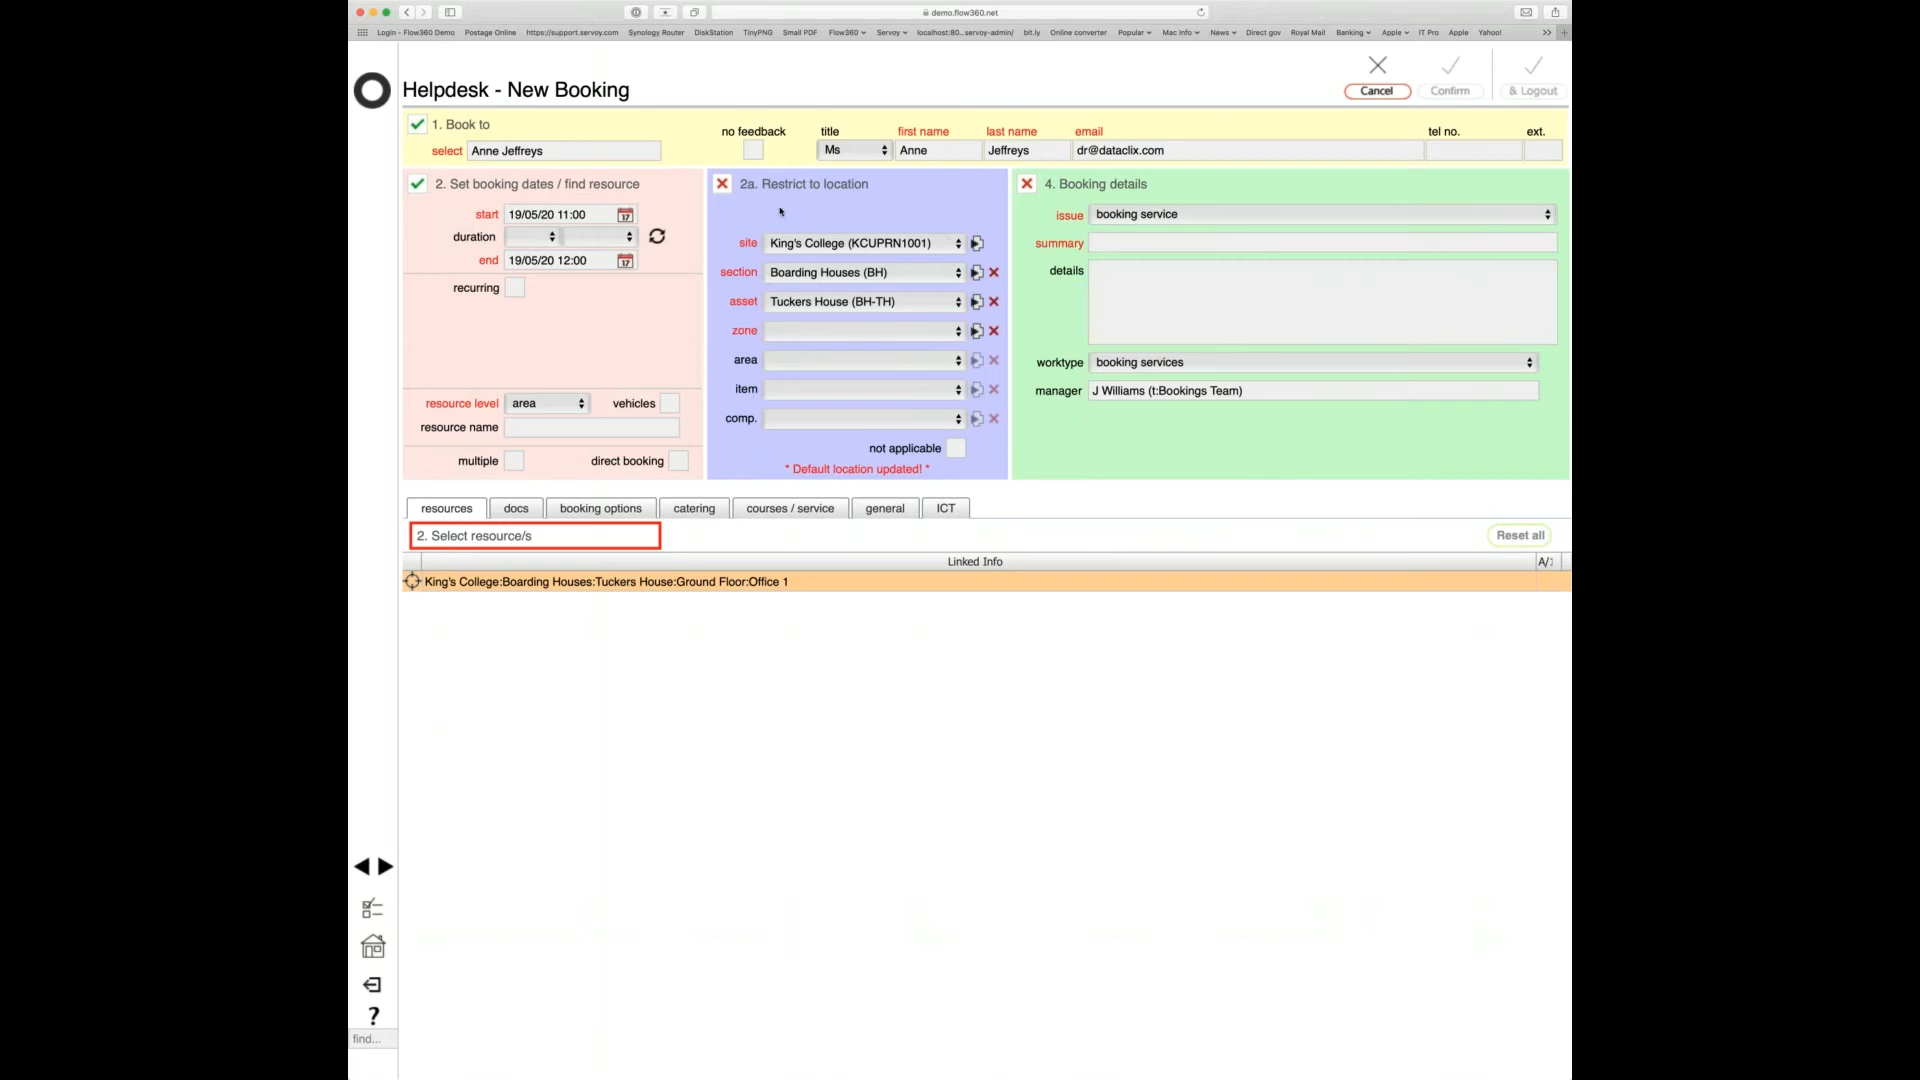 demo.flow360.net
Login - Flow360 Demo Postage Online https://support.servoy.com Synology Router DiskStation TinyPNG Small PDF Flow360 Servoy localhost:80...servoy-admin/ bit.ly Online converter Popular Mac Info News Direct gov Royal Mail Banking Apple IT Pro Apple Yahoo!
Helpdesk - New Booking
Cancel Confirm & Logout
1. Book to
no feedback title first name last name email tel no. ext.
select Anne Jeffreys Ms Anne Jeffreys dr@dataclix.com
2. Set booking dates / find resource
start 19/05/20 11:00 17
duration
end 19/05/20 12:00 17
recurring
resource level area vehicles
resource name
multiple direct booking
2a. Restrict to location
site King's College (KCUPRN1001)
section Boarding Houses (BH)
asset Tuckers House (BH-TH)
zone
area
item
comp.
not applicable
* Default location updated! *
4. Booking details
issue booking service
summary
details
worktype booking services
manager J Williams (t:Bookings Team)
resources docs booking options catering courses / service general ICT
2. Select resource/s Reset all
Linked Info
King's College:Boarding Houses:Tuckers House:Ground Floor:Office 1
?
find...